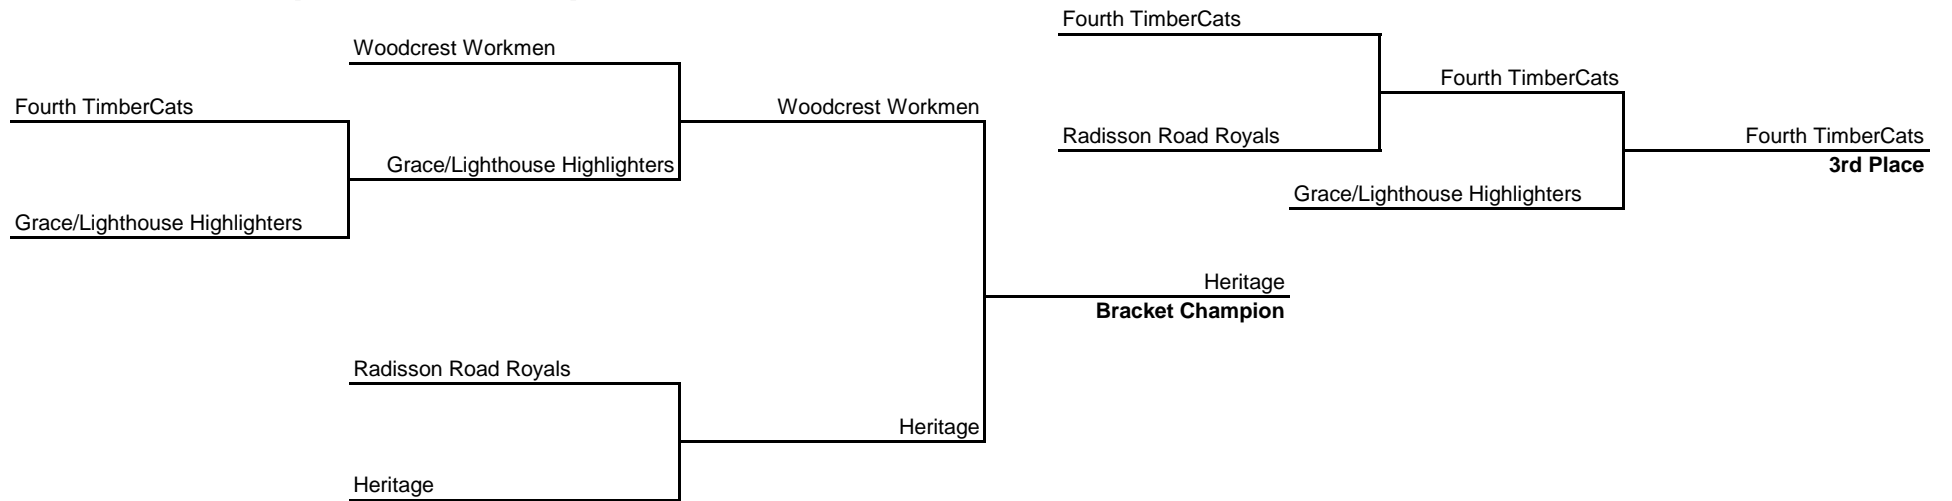 Fourth TimberCats
Woodcrest Workmen
Fourth TimberCats
Fourth TimberCats
Woodcrest Workmen
Radisson Road Royals
Fourth TimberCats
Grace/Lighthouse Highlighters
3rd Place
Grace/Lighthouse Highlighters
Grace/Lighthouse Highlighters
Heritage
Bracket Champion
Radisson Road Royals
Heritage
Heritage